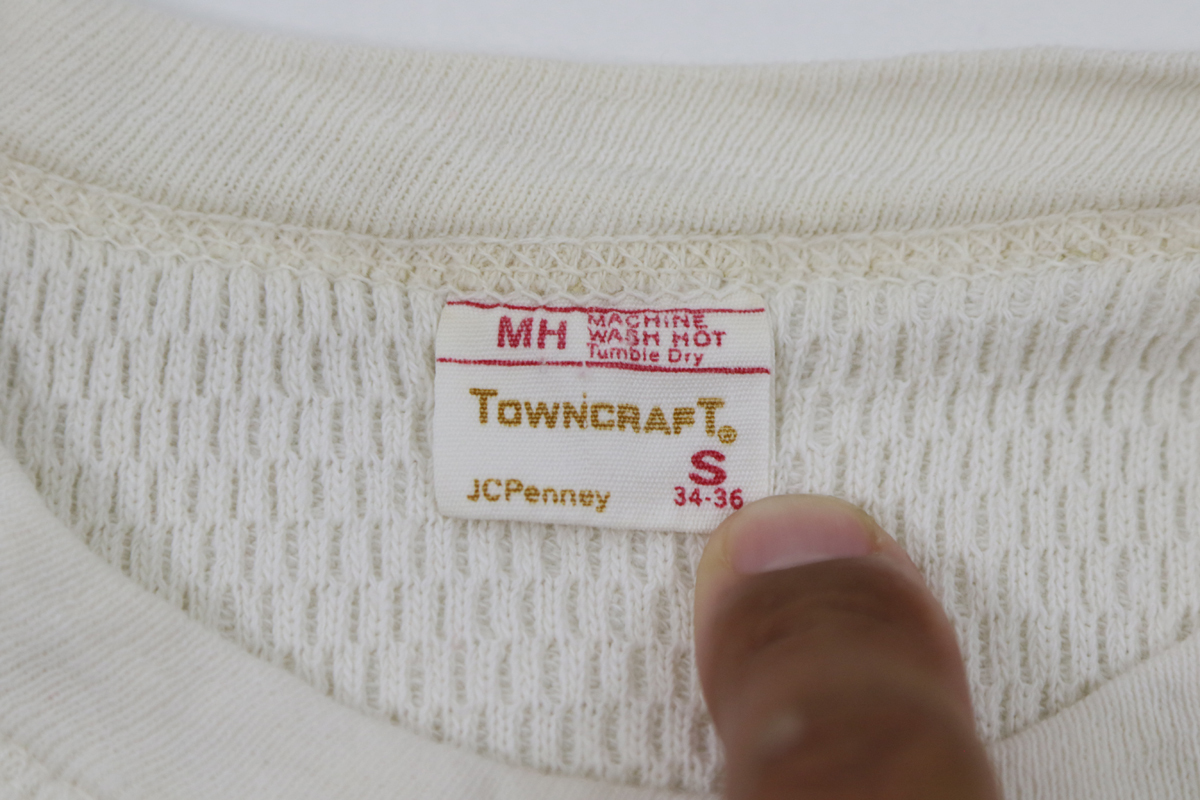 MH
MACHINE
WASH HOT
Tumble Dry
TOWNCRAFT®
S
JCPenney
34-36